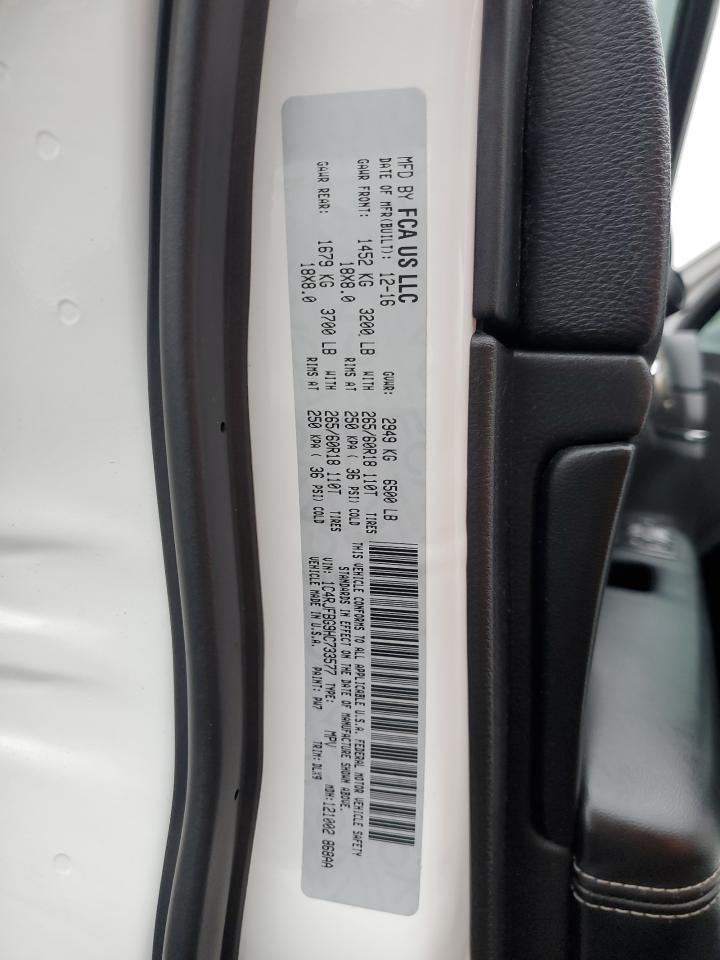 MFD BY FCA US LLC
DATE OF MFR(BUILT): 12-16 GVWR: 2949 KG 6500 LB
GAWR FRONT: 1452 KG 3200 LB WITH 265/60R18 110T TIRES
18X8.0 RIMS AT 250 KPA ( 36 PSI) COLD
GAWR REAR: 1679 KG 3700 LB WITH 265/60R18 110T TIRES
18X8.0 RIMS AT 250 KPA ( 36 PSI) COLD
THIS VEHICLE CONFORMS TO ALL APPLICABLE U.S.A. FEDERAL MOTOR VEHICLE SAFETY
STANDARDS IN EFFECT ON THE DATE OF MANUFACTURE SHOWN ABOVE.
VIN: 1C4RJFBG9HC733577 TYPE: MPV MDH:121002 868AA
VEHICLE MADE IN U.S.A. PAINT: PW7 TRIM: